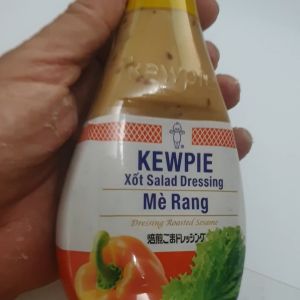 kewpie
KEWPIE
Xốt Salad Dressing
Mè Rang
Dressing Roasted Sesame
焙煎ごまドレッシング